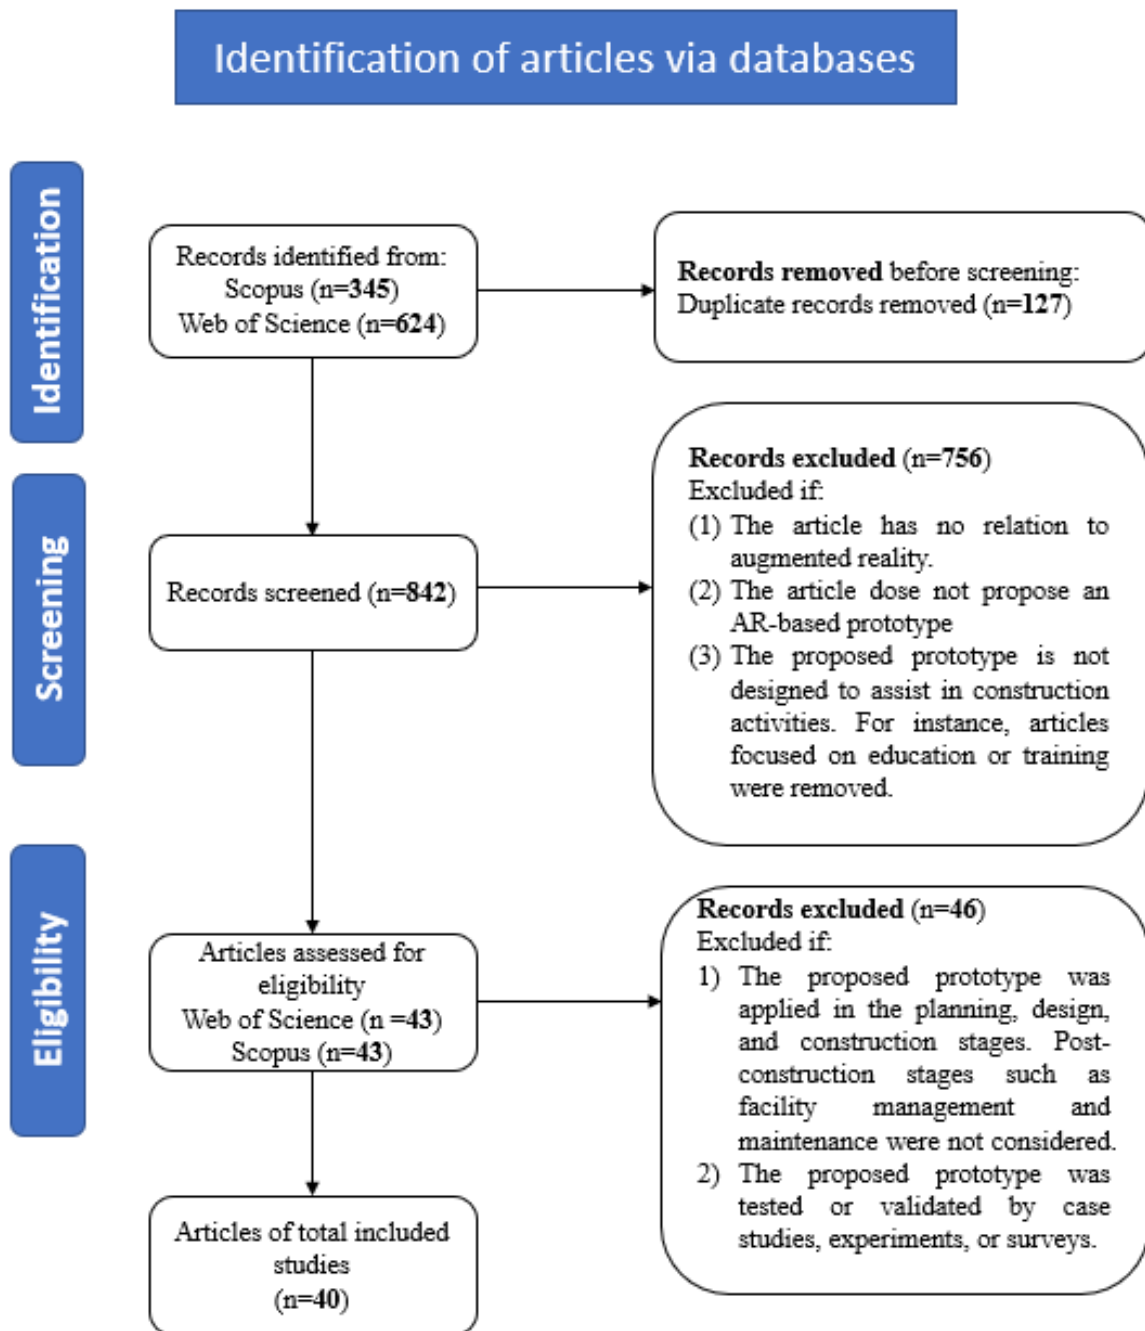 Identification of articles via databases
Identification
Records identified from:
Scopus (n=345)
Web of Science (n=624)
Records removed before screening:
Duplicate records removed (n=127)
Screening
Records screened (n=842)
Records excluded (n=756)
Excluded if:
(1) The article has no relation to
augmented reality.
(2) The article dose not propose an
AR-based prototype
(3) The proposed prototype is not
designed to assist in construction
activities. For instance, articles
focused on education or training
were removed.
Eligibility
Articles assessed for
eligibility
Web of Science (n =43)
Scopus (n=43)
Records excluded (n=46)
Excluded if:
1) The proposed prototype was
applied in the planning, design,
and construction stages. Post-
construction stages such as
facility management and
maintenance were not considered.
2) The proposed prototype was
tested or validated by case
studies, experiments, or surveys.
Articles of total included
studies
(n=40)